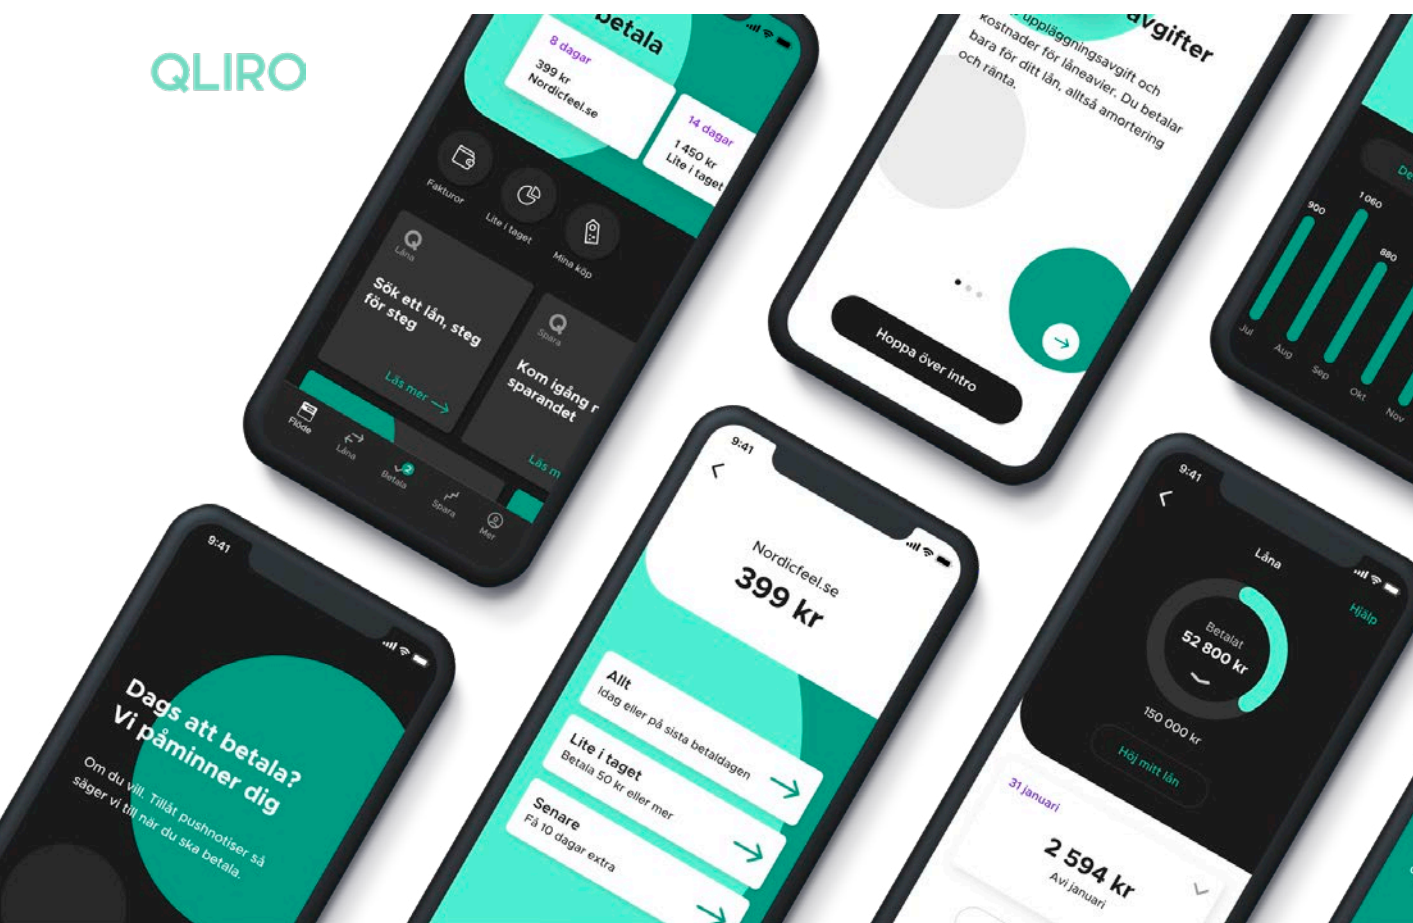 QLIRO
betala
8 dagar
399 kr
Nordicfeel.se
14 dagar
1 450 kr
Lite i taget
Fakturor
Lite i taget
Mina köp
Q
Låna
Sök ett lån, steg
för steg
Läs mer
Q
Spara
Kom igång
sparandet
Läs
Flöde
Låna
2
Betala
Spara
Mer
avgifter
uppläggningsavgift och
kostnader för låneavier. Du betalar
bara för ditt lån, alltså amortering
och ränta.
Hoppa över intro
900
1 060
880
Jul
Aug
Sep
Okt
Nov
9:41
Dags att betala?
Vi påminner dig
Om du vill. Tillåt pushnotiser så
säger vi till när du ska betala.
9:41
Nordicfeel.se
399 kr
Allt
Idag eller på sista betaldagen
Lite i taget
Betala 50 kr eller mer
Senare
Få 10 dagar extra
9:41
Låna
Hjälp
Betalat
52 800 kr
150 000 kr
Höj mitt lån
31 januari
2 594 kr
Avi januari